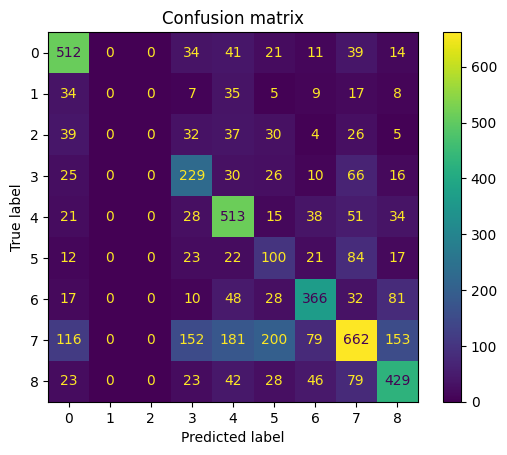 Confusion matrix
0 512 0 0 34 41 21 11 39 14
1 34 0 0 7 35 5 9 17 8
2 39 0 0 32 37 30 4 26 5
3 25 0 0 229 30 26 10 66 16
4 21 0 0 28 513 15 38 51 34
5 12 0 0 23 22 100 21 84 17
6 17 0 0 10 48 28 366 32 81
7 116 0 0 152 181 200 79 662 153
8 23 0 0 23 42 28 46 79 429
0 1 2 3 4 5 6 7 8
Predicted label
True label
600
500
400
300
200
100
0